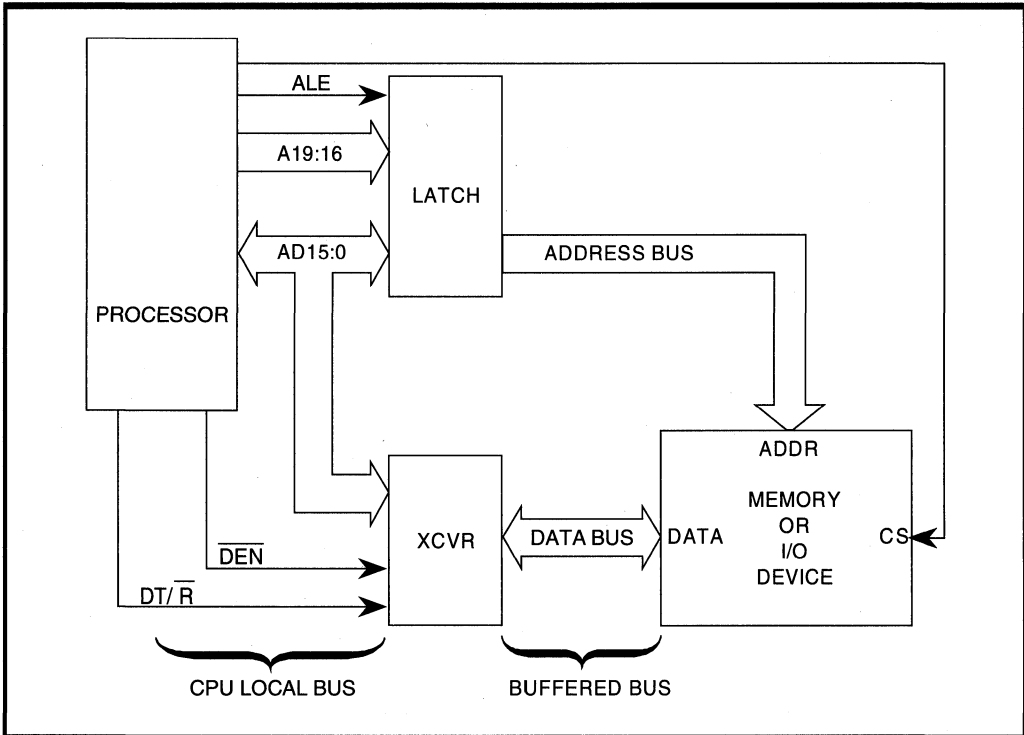 ALE
A19:16
LATCH
AD15:0
ADDRESS BUS
PROCESSOR
ADDR
MEMORY
OR
I/O
DEVICE
DATA
CS
XCVR
DATA BUS
DEN
DT/ R
CPU LOCAL BUS
BUFFERED BUS